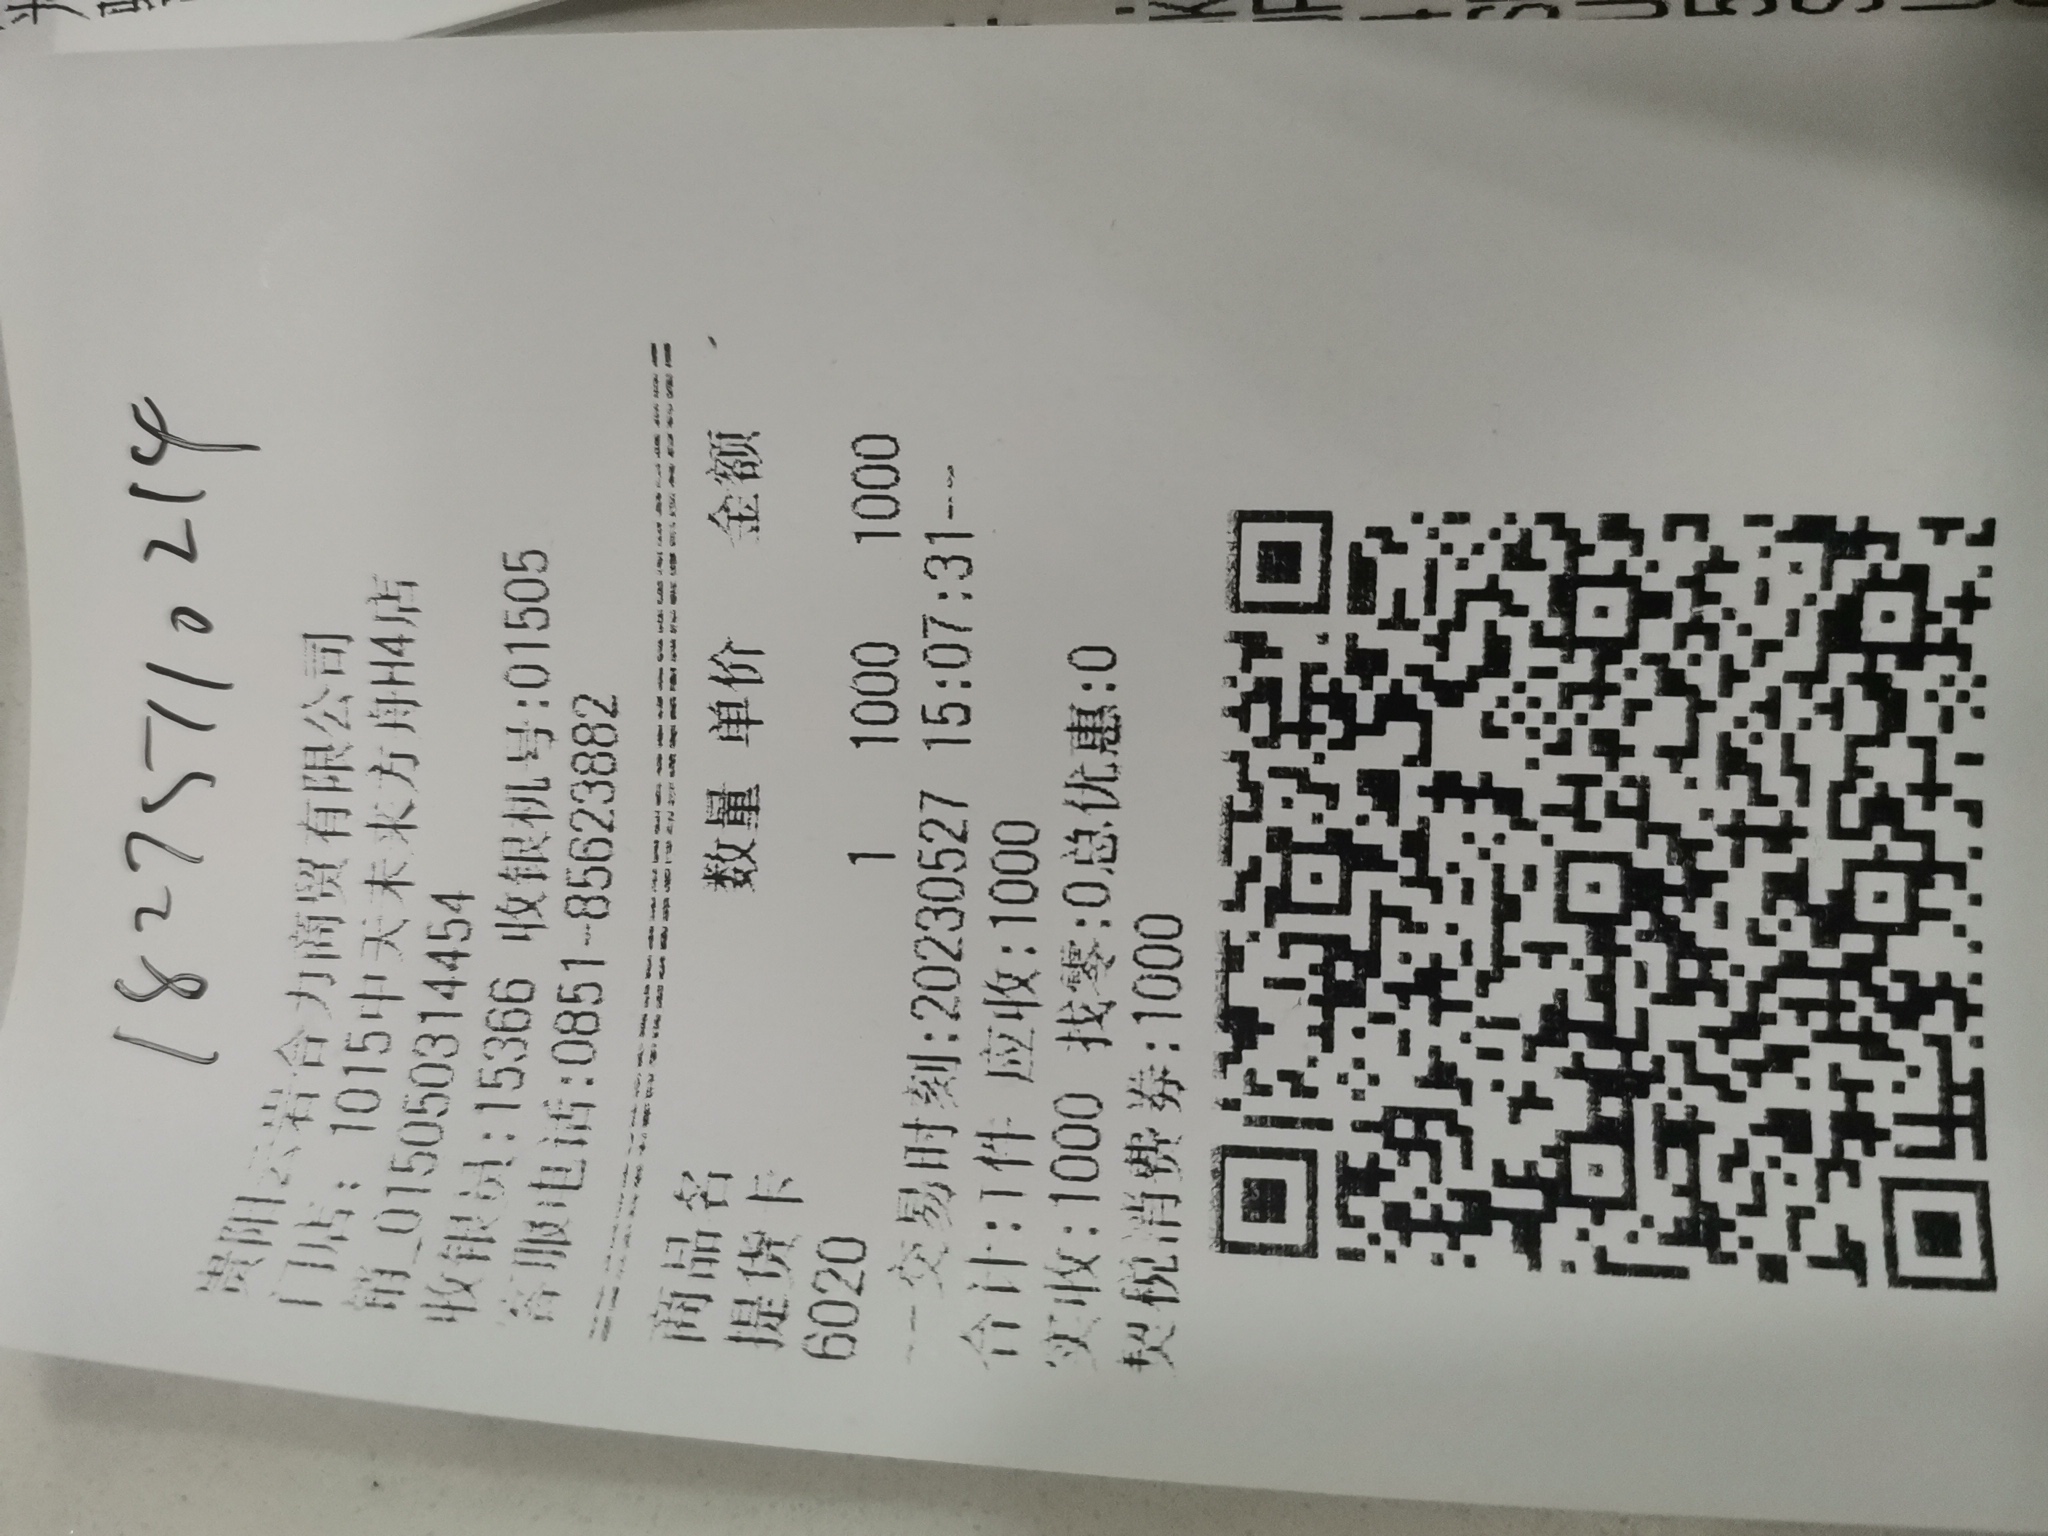 18275710214
贵阳云岩合力商贸有限公司
门店: 1015中天未来方舟H4店
销_015050314454
收银员:15366 收银机号:01505
客服电话:0851-85623882
商品名 数量 单价 金额
提货卡
6020 1 1000 1000
--交易时刻:20230527 15:07:31--
合计:1件 应收:1000
实收:1000 找零:0总优惠:0
契税消费券:1000